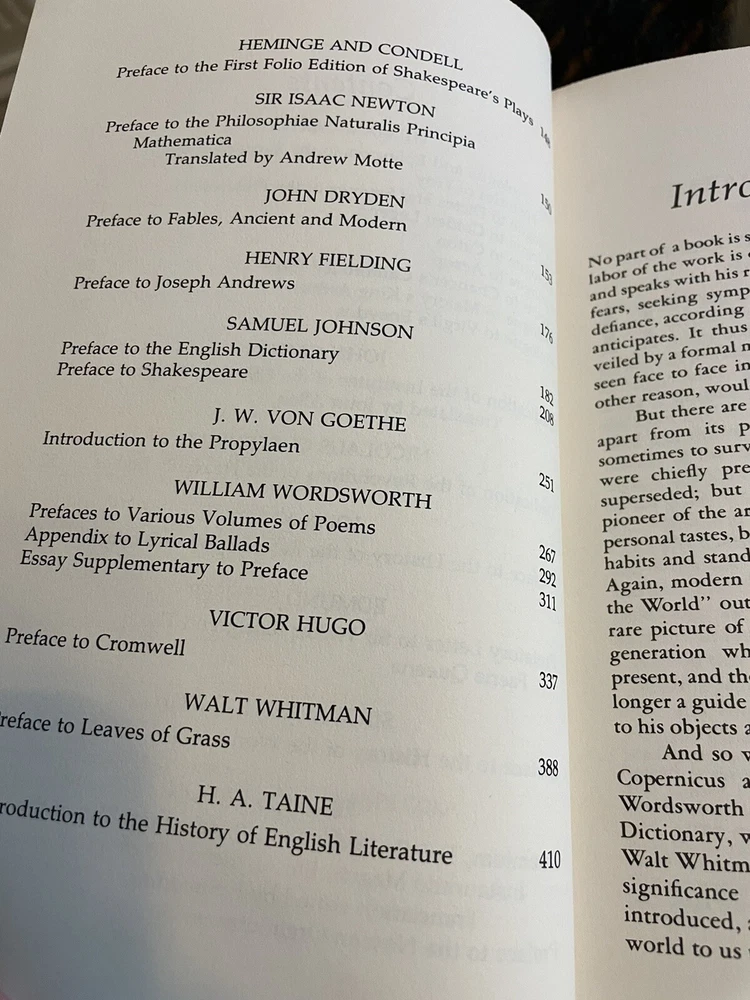 HEMINGE AND CONDELL
Preface to the First Folio Edition of Shakespeare's Plays 148
SIR ISAAC NEWTON
Preface to the Philosophiae Naturalis Principia
Mathematica
Translated by Andrew Motte 150
JOHN DRYDEN
Preface to Fables, Ancient and Modern 153
HENRY FIELDING
Preface to Joseph Andrews 176
SAMUEL JOHNSON
Preface to the English Dictionary 182
Preface to Shakespeare 208
J. W. VON GOETHE
Introduction to the Propylaen 251
WILLIAM WORDSWORTH
Prefaces to Various Volumes of Poems 267
Appendix to Lyrical Ballads 292
Essay Supplementary to Preface 311
VICTOR HUGO
Preface to Cromwell 337
WALT WHITMAN
reface to Leaves of Grass 388
H. A. TAINE
roduction to the History of English Literature 410
Intro
No part of a book is s
labor of the work is
and speaks with his r
fears, seeking symp
defiance, according
anticipates. It thus
veiled by a formal
seen face to face in
other reason, woul
But there are
apart from its p
sometimes to surv
were chiefly pre
superseded; but
pioneer of the ar
personal tastes, b
habits and stand
Again, modern
the World" out
rare picture of
generation wh
present, and the
longer a guide
to his objects a
And so w
Copernicus a
Wordsworth
Dictionary, w
Walt Whitm
significance
introduced,
world to us